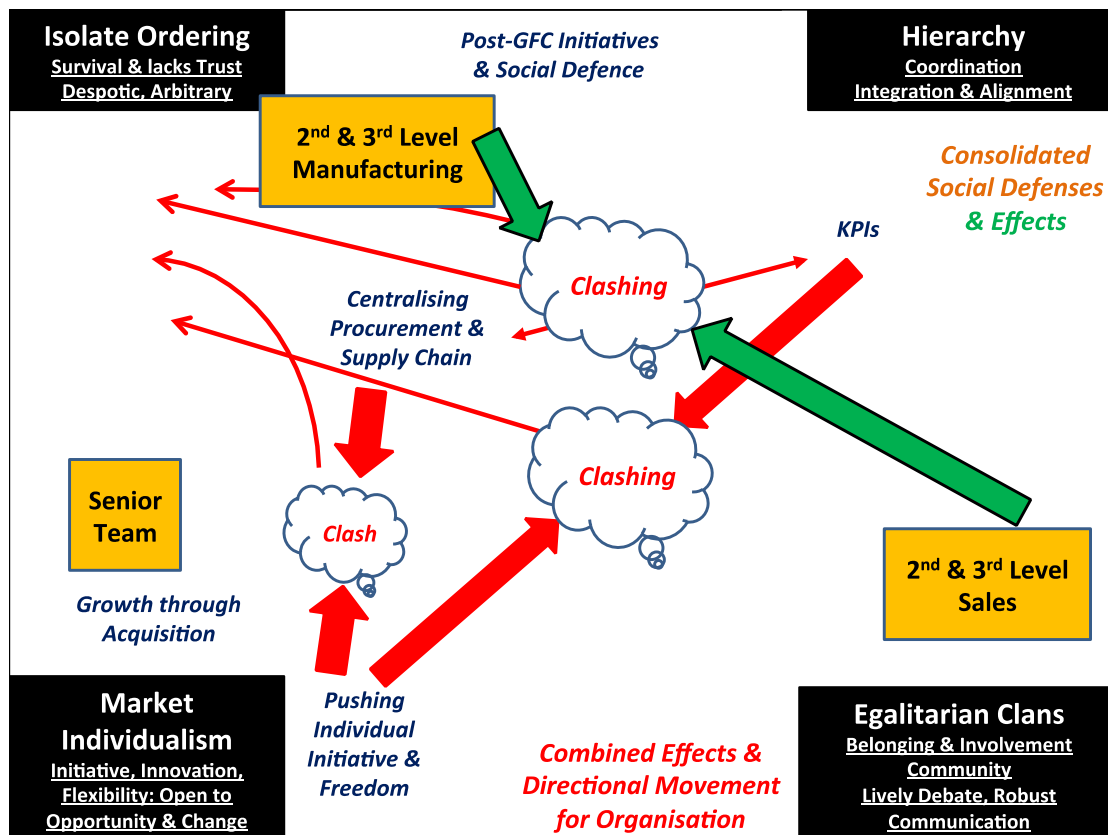 Isolate Ordering
Survival & lacks Trust
Despotic, Arbitrary
Post-GFC Initiatives
& Social Defence
Hierarchy
Coordination
Integration & Alignment
2nd & 3rd Level
Manufacturing
Consolidated
Social Defenses
& Effects
KPIs
Clashing
Centralising
Procurement &
Supply Chain
Clashing
Senior
Team
Clash
2nd & 3rd Level
Sales
Growth through
Acquisition
Market
Individualism
Initiative, Innovation,
Flexibility: Open to
Opportunity & Change
Pushing
Individual
Initiative &
Freedom
Combined Effects &
Directional Movement
for Organisation
Egalitarian Clans
Belonging & Involvement
Community
Lively Debate, Robust
Communication